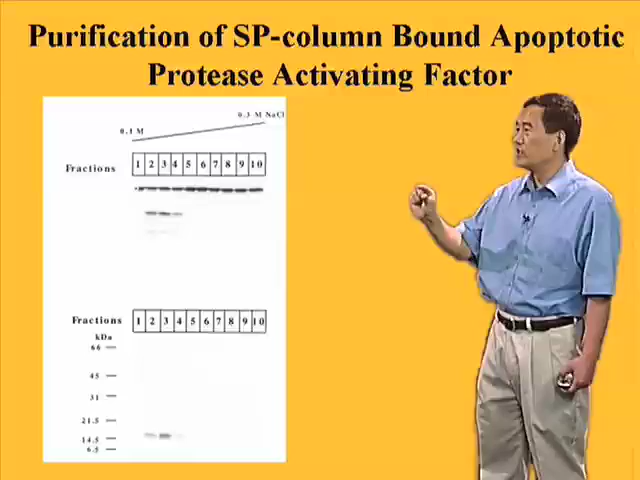 Purification of SP-column Bound Apoptotic
Protease Activating Factor
0.3 M NaCl
0.1 M
Fractions 1 2 3 4 5 6 7 8 9 10
Fractions 1 2 3 4 5 6 7 8 9 10
kDa
66
45
31
21.5
14.5
6.5